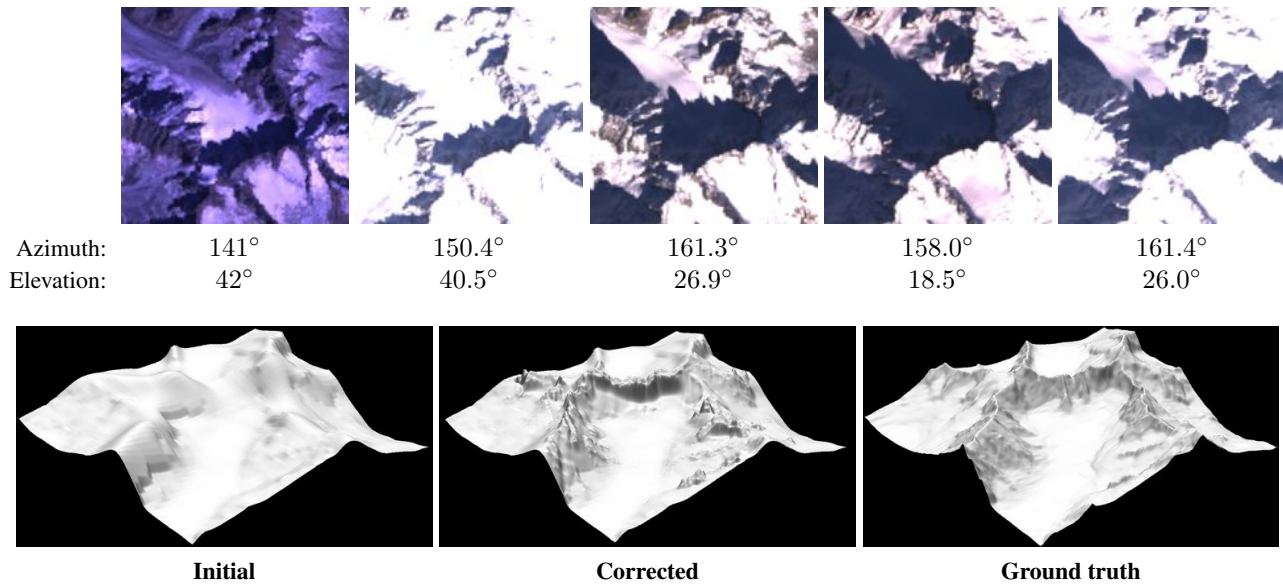 Azimuth: 141° 150.4° 161.3° 158.0° 161.4°
Elevation: 42° 40.5° 26.9° 18.5° 26.0°
Initial Corrected Ground truth